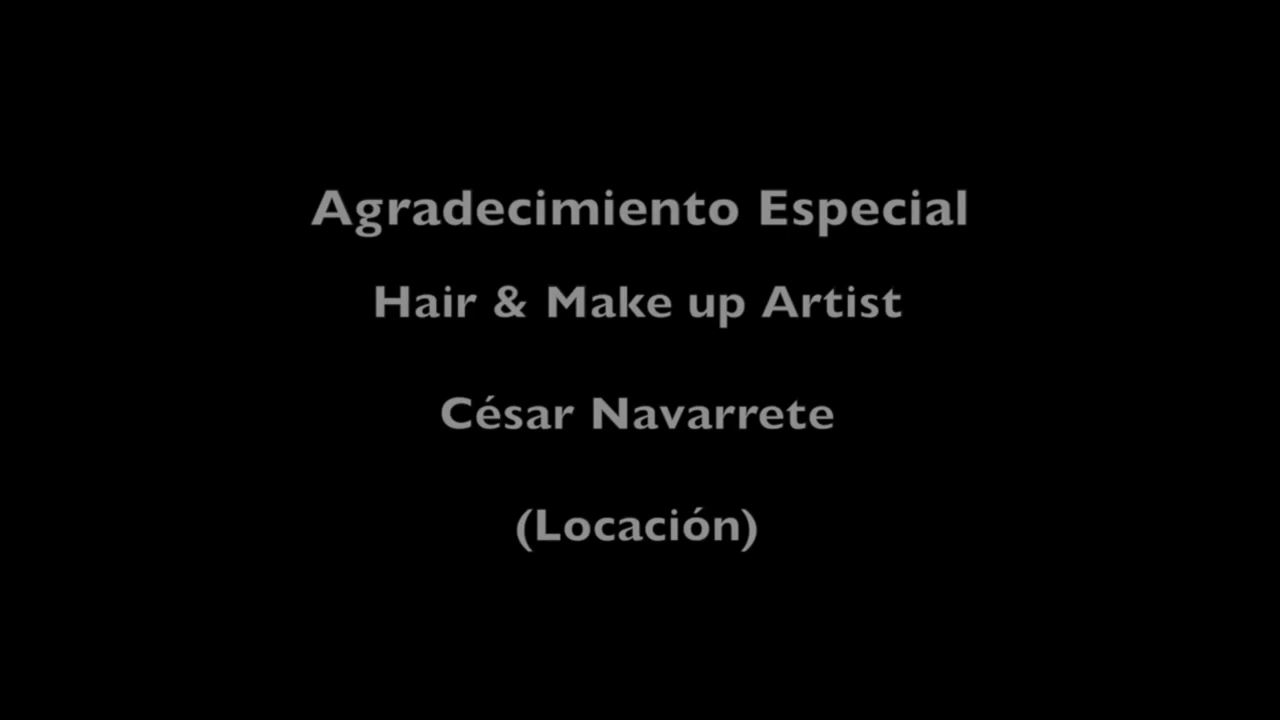 Agradecimiento Especial
Hair & Make up Artist
César Navarrete
(Locación)